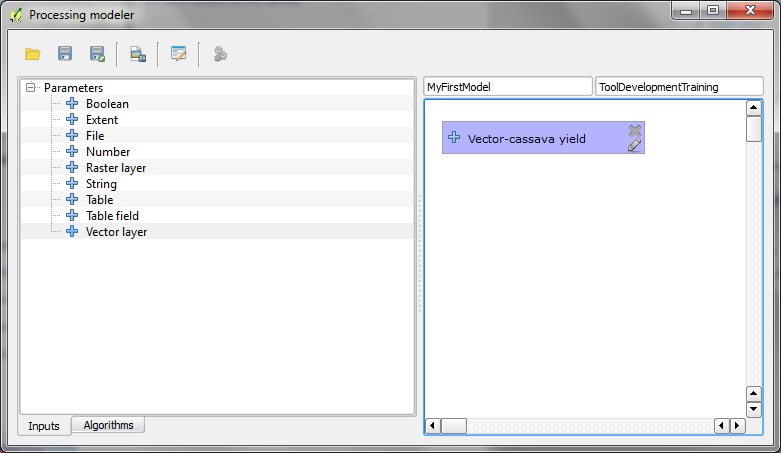 Processing modeler
Parameters
Boolean
Extent
File
Number
Raster layer
String
Table
Table field
Vector layer
Inputs
Algorithms
MyFirstModel
ToolDevelopmentTraining
Vector-cassava yield